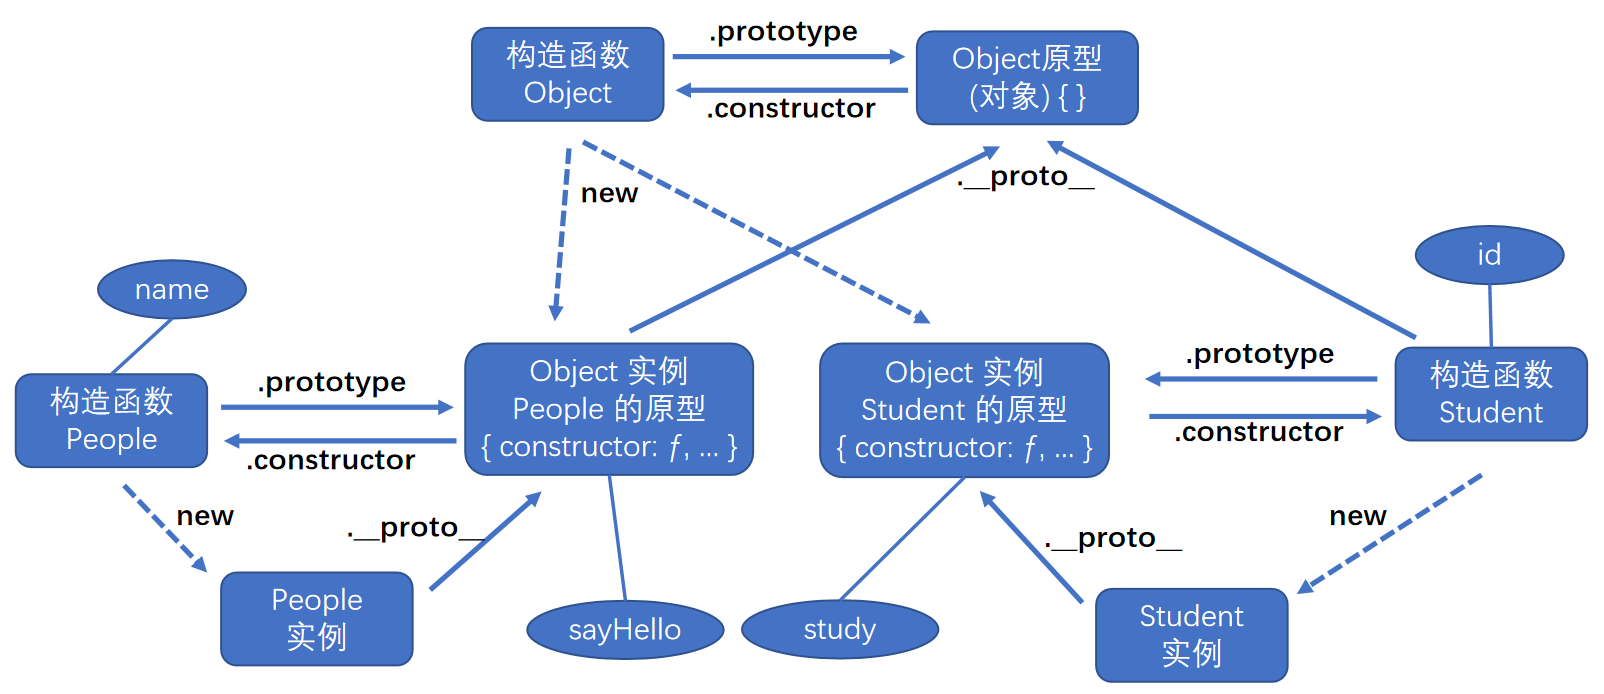 构造函数
Object
.prototype
.constructor
Object原型
(对象) { }
new
.__proto__
name
id
构造函数
People
.prototype
.constructor
Object 实例
People 的原型
{ constructor: ƒ, ... }
Object 实例
Student 的原型
{ constructor: ƒ, ... }
.prototype
.constructor
构造函数
Student
new
.__proto__
.__proto__
new
People
实例
sayHello
study
Student
实例